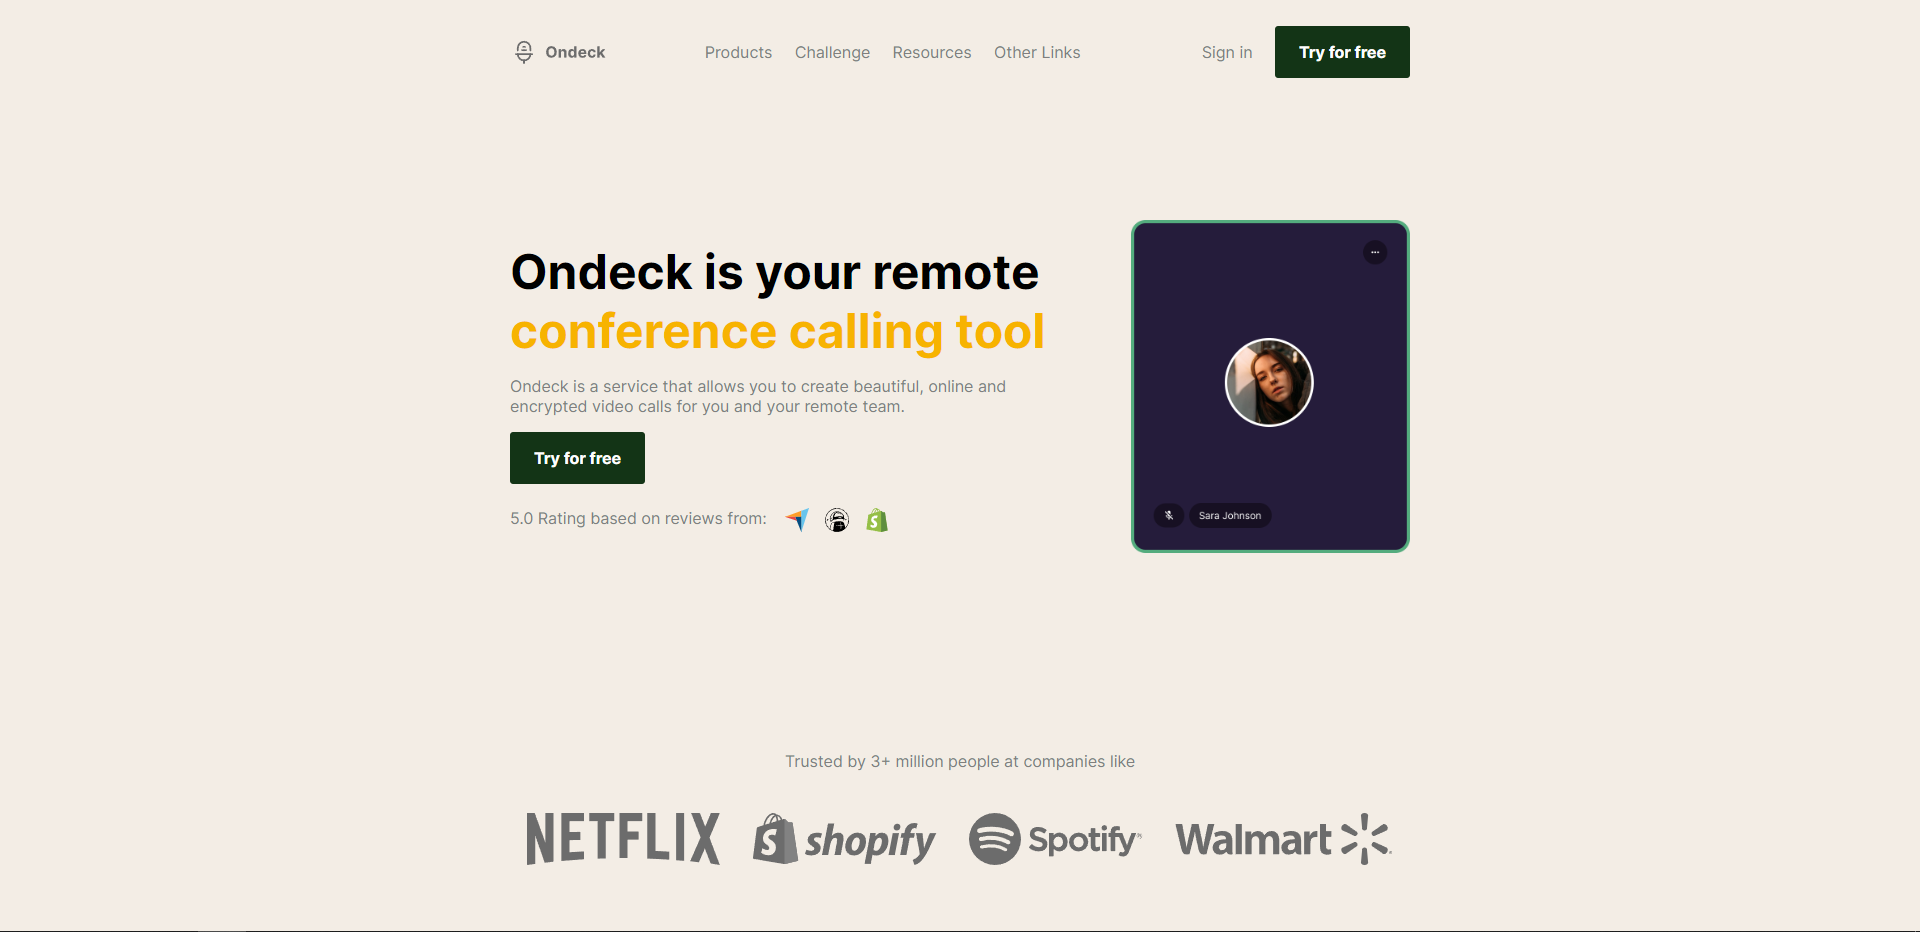 Ondeck
Products
Challenge
Resources
Other Links
Sign in
Try for free
Ondeck is your remote
conference calling tool
Ondeck is a service that allows you to create beautiful, online and
encrypted video calls for you and your remote team.
Try for free
5.0 Rating based on reviews from:
Sara Johnson
Trusted by 3+ million people at companies like
NETFLIX
shopify
Spotify
Walmart